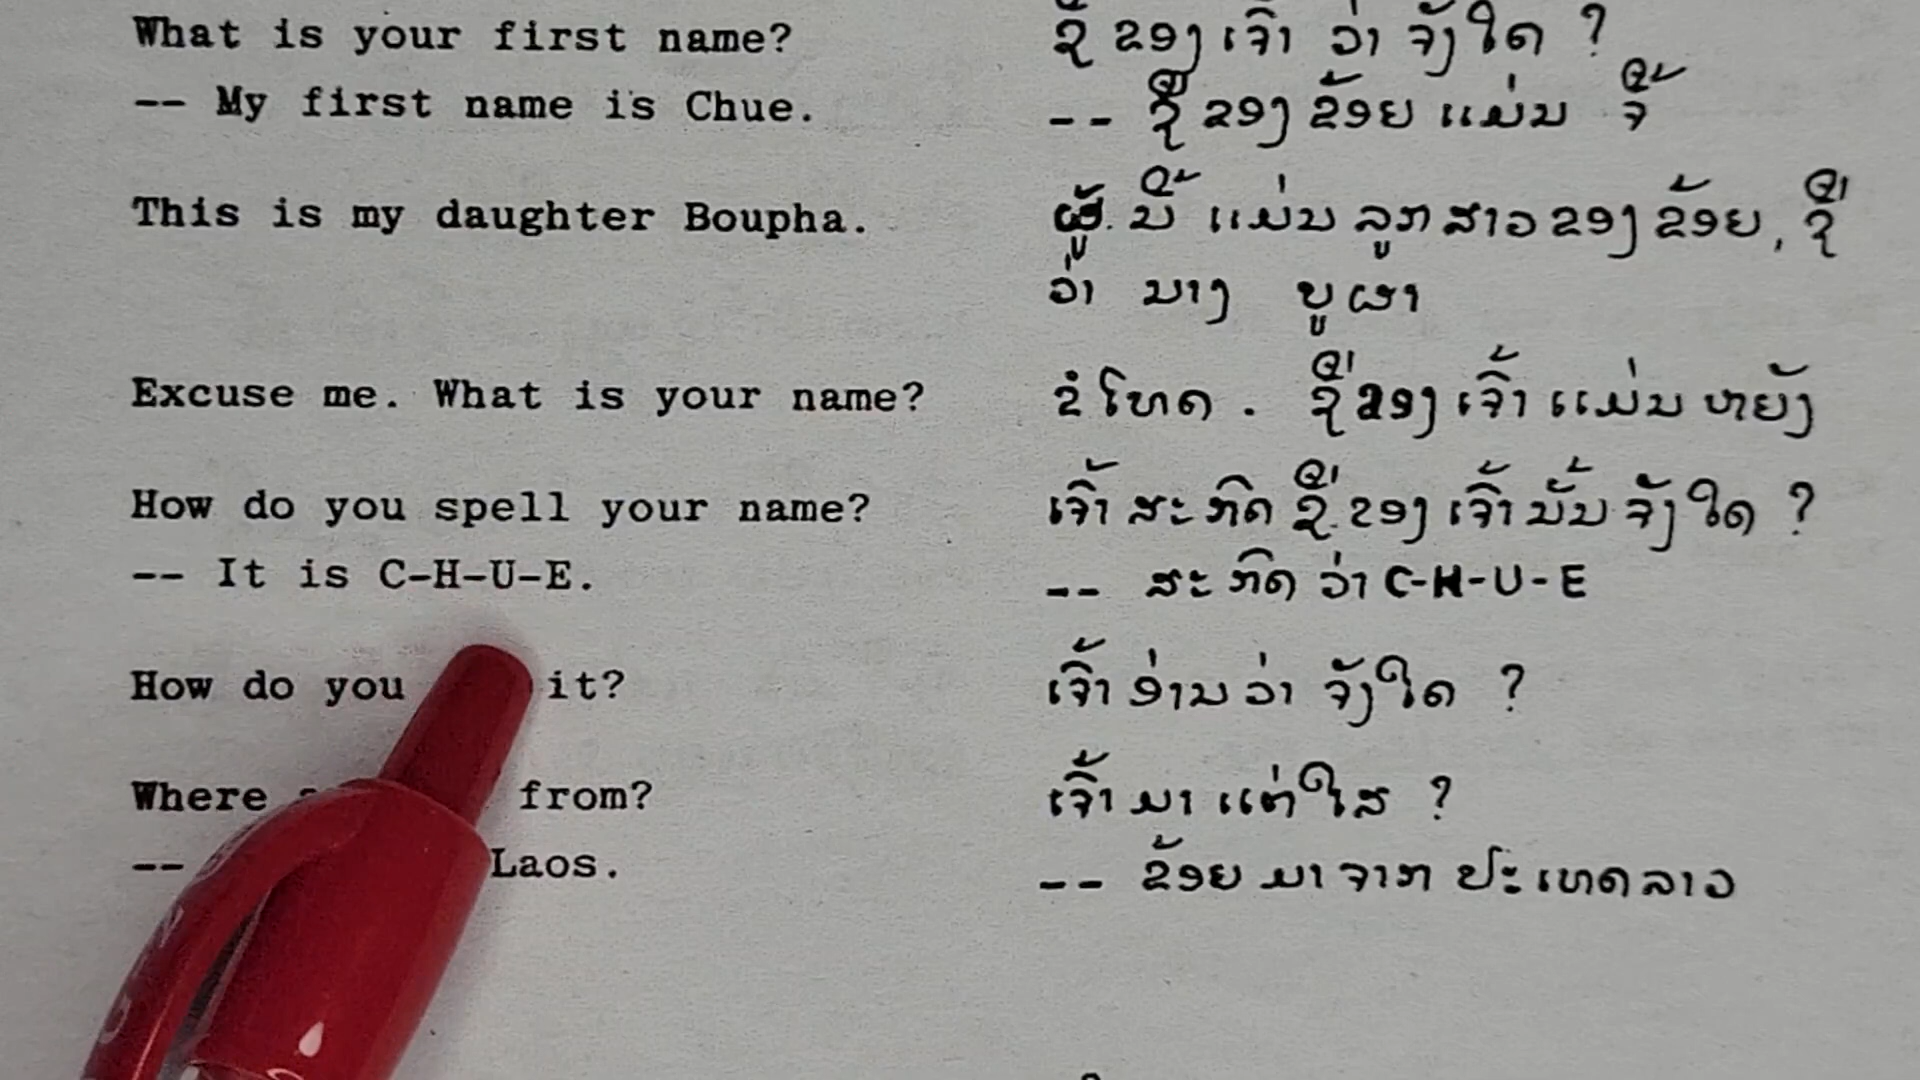 What is your first name?
ຊື່ ຂອງ ເຈົ້າ ວ່າ ຈັ່ງໃດ ?
-- My first name is Chue.
-- ຊື່ ຂອງ ຂ້ອຍ ແມ່ນ ຈື້
This is my daughter Boupha.
ຜູ້ ນີ້ ແມ່ນ ລູກ ສາວ ຂອງ ຂ້ອຍ, ຊື່
ວ່າ ນາງ ບູຜາ
Excuse me. What is your name?
ຂໍ ໂທດ . ຊື່ ຂອງ ເຈົ້າ ແມ່ນ ຫຍັງ
How do you spell your name?
ເຈົ້າ ສະ ກົດ ຊື່ ຂອງ ເຈົ້າ ນັ້ນ ຈັ່ງ ໃດ ?
-- It is C-H-U-E.
-- ສະ ກົດ ວ່າ C-H-U-E
How do you it?
ເຈົ້າ ອ່ານ ວ່າ ຈັ່ງໃດ ?
Where from?
ເຈົ້າ ມາ ແຕ່ໃສ ?
-- Laos.
-- ຂ້ອຍ ມາ ຈາກ ປະເທດ ລາວ